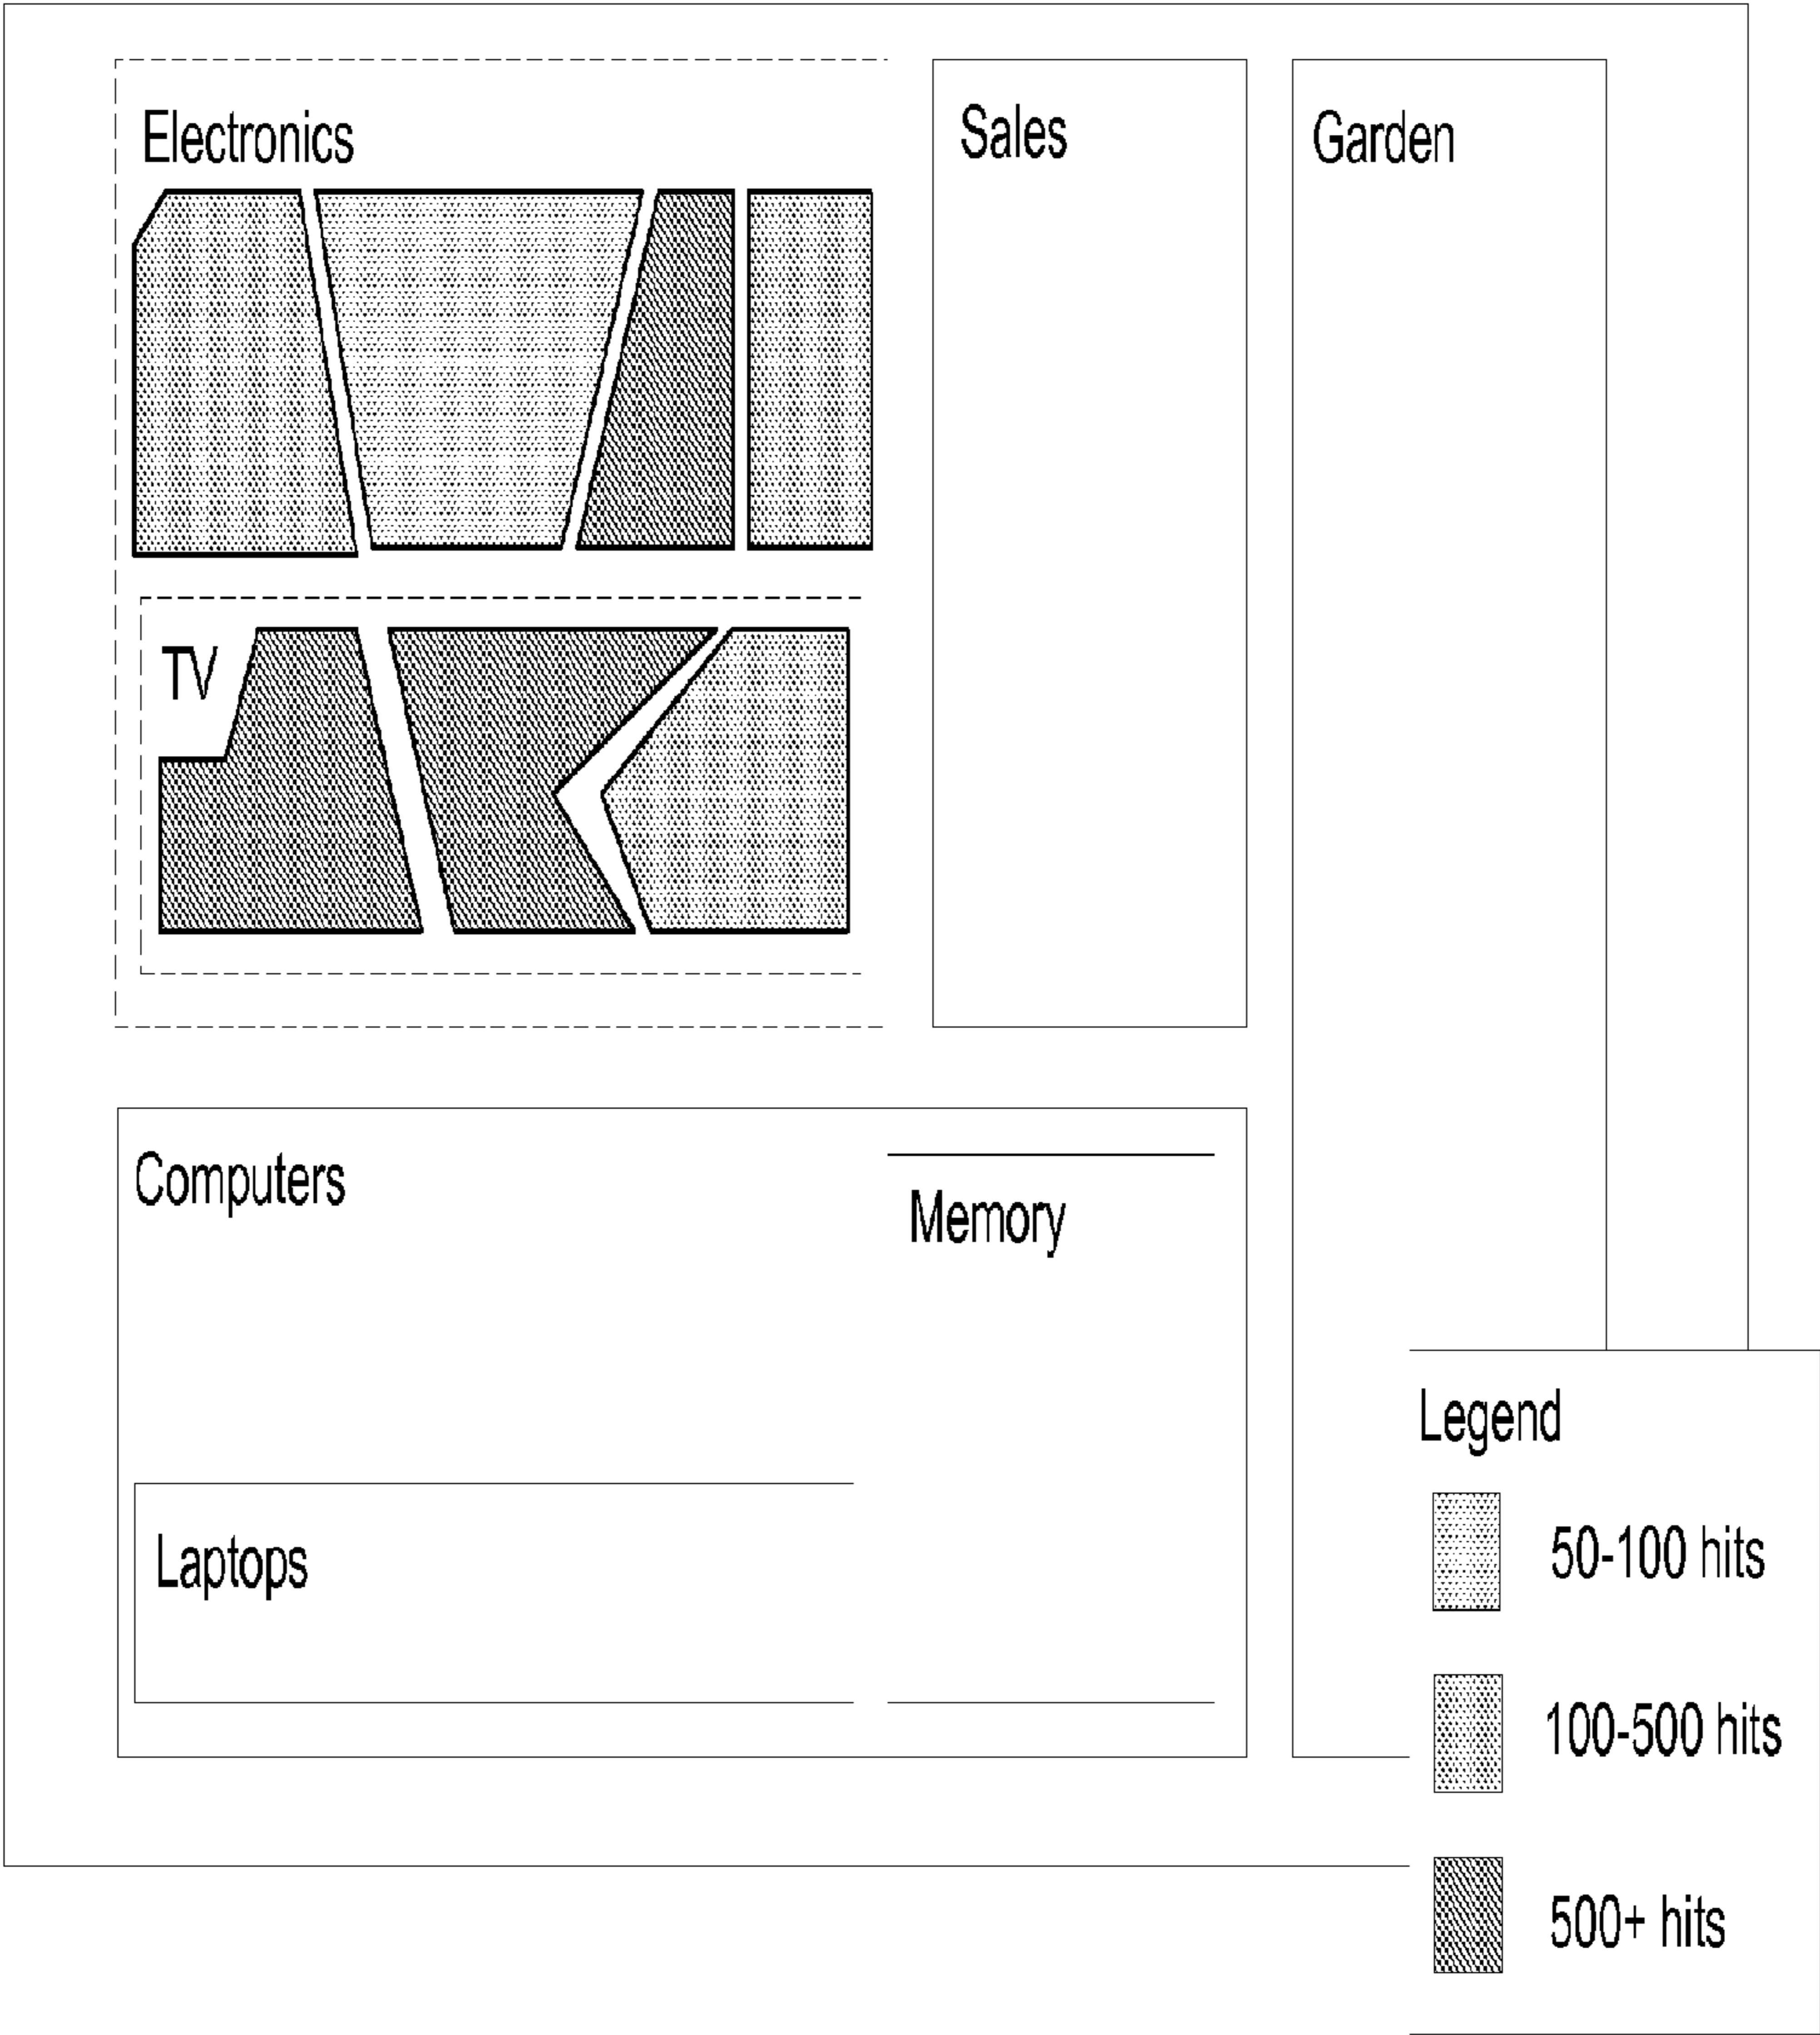 Electronics
Sales
Garden
TV
Computers
Memory
Laptops
Legend
50-100 hits
100-500 hits
500+ hits